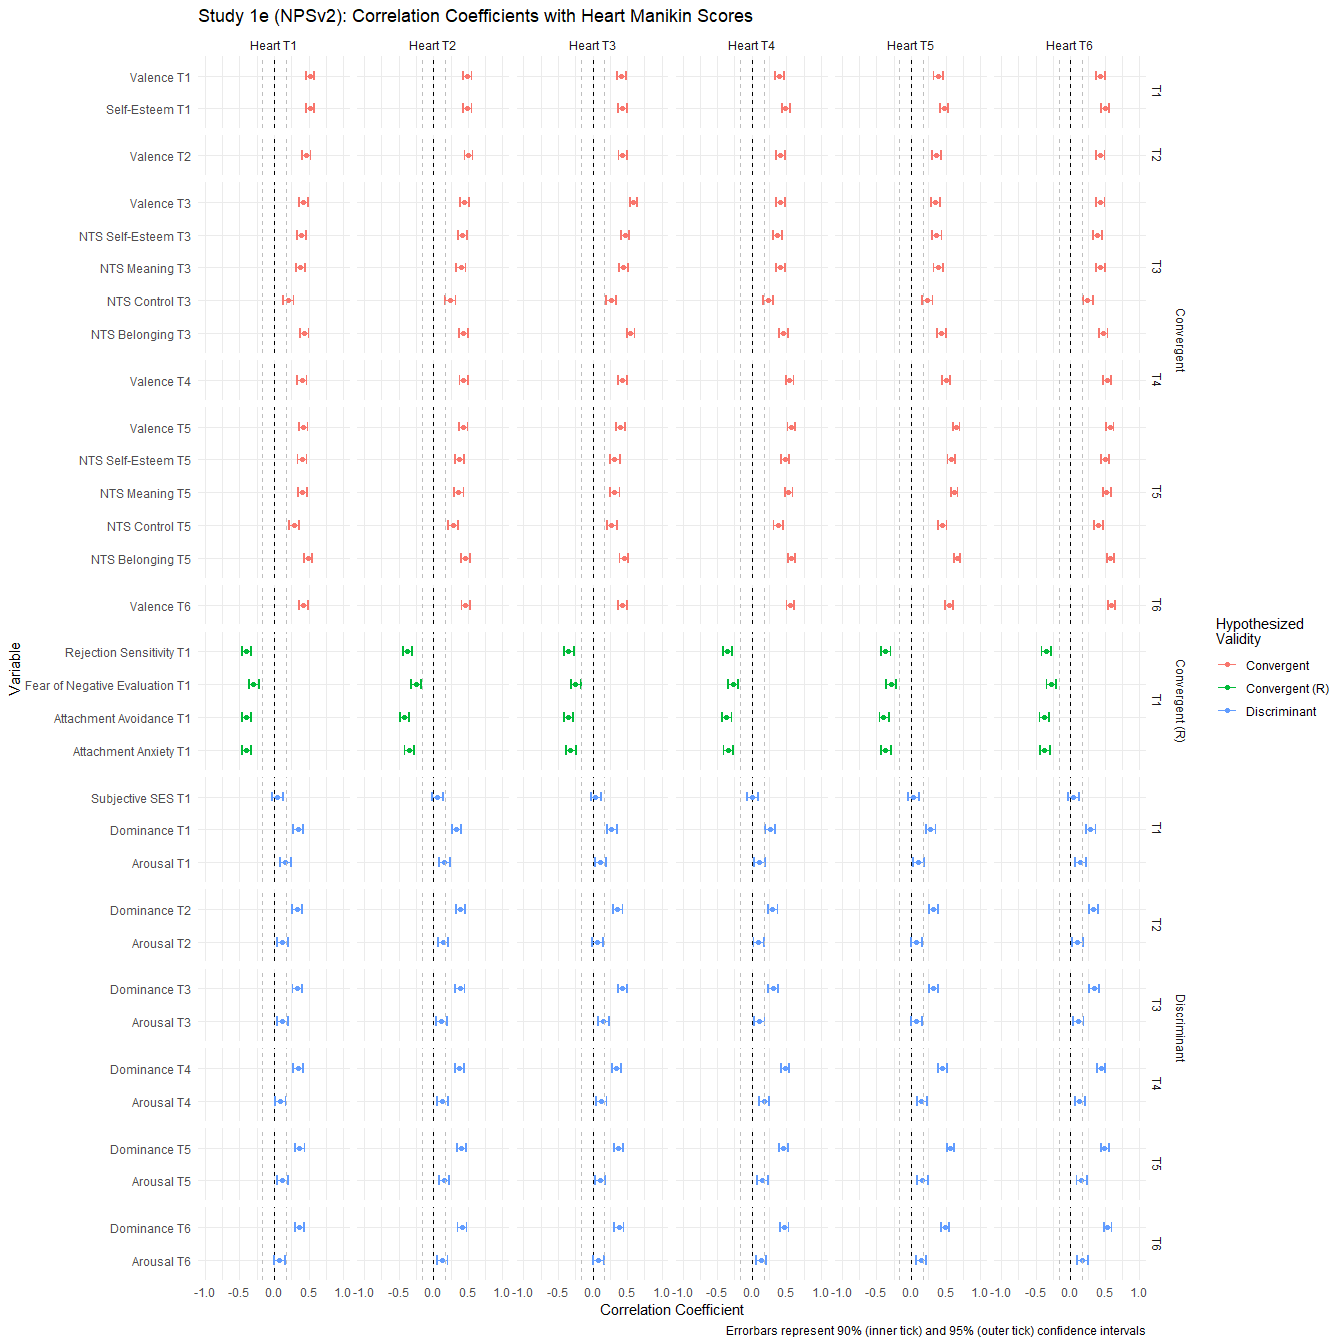 Study 1e (NPSv2): Correlation Coefficients with Heart Manikin Scores
Heart T1 Heart T2 Heart T3 Heart T4 Heart T5 Heart T6
Valence T1
Self-Esteem T1
T1
Valence T2
T2
Valence T3
NTS Self-Esteem T3
NTS Meaning T3
NTS Control T3
NTS Belonging T3
T3
Convergent
Valence T4
T4
Valence T5
NTS Self-Esteem T5
NTS Meaning T5
NTS Control T5
NTS Belonging T5
T5
Valence T6
T6
Variable
Rejection Sensitivity T1
Fear of Negative Evaluation T1
Attachment Avoidance T1
Attachment Anxiety T1
T1
Convergent (R)
Subjective SES T1
Dominance T1
Arousal T1
T1
Dominance T2
Arousal T2
T2
Dominance T3
Arousal T3
T3
Discriminant
Dominance T4
Arousal T4
T4
Dominance T5
Arousal T5
T5
Dominance T6
Arousal T6
T6
-1.0 -0.5 0.0 0.5 1.0 -1.0 -0.5 0.0 0.5 1.0 -1.0 -0.5 0.0 0.5 1.0 -1.0 -0.5 0.0 0.5 1.0 -1.0 -0.5 0.0 0.5 1.0 -1.0 -0.5 0.0 0.5 1.0
Correlation Coefficient
Errorbars represent 90% (inner tick) and 95% (outer tick) confidence intervals
Hypothesized
Validity
Convergent
Convergent (R)
Discriminant